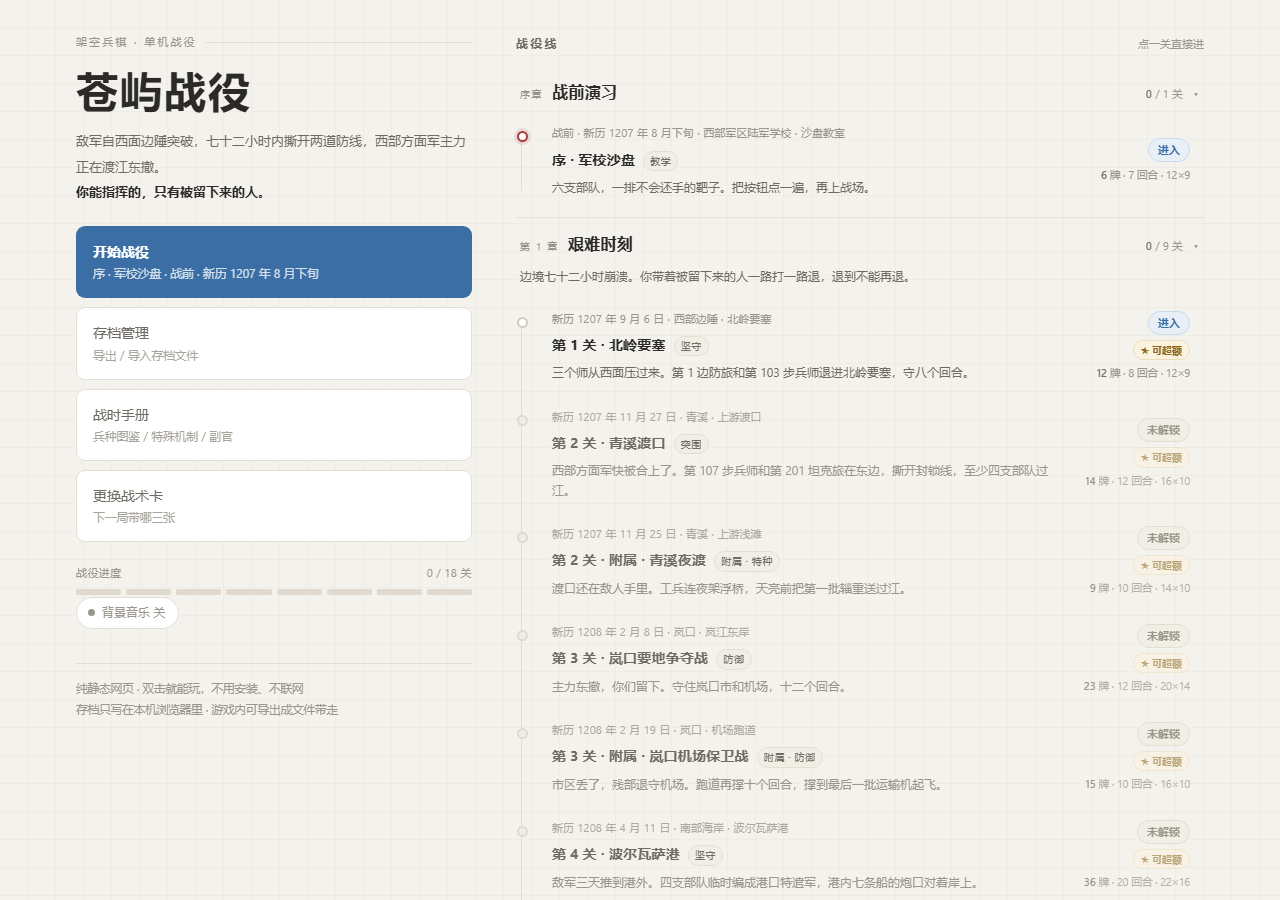 架空兵棋 · 单机战役
苍屿战役
敌军自西面边陲突破，七十二小时内撕开两道防线，西部方面军主力
正在渡江东撤。
你能指挥的，只有被留下来的人。
开始战役
序 · 军校沙盘 · 战前 · 新历 1207 年 8 月下旬
存档管理
导出 / 导入存档文件
战时手册
兵种图鉴 / 特殊机制 / 副官
更换战术卡
下一局带哪三张
战役进度 0 / 18 关
背景音乐 关
纯静态网页 · 双击就能玩，不用安装、不联网
存档只写在本机浏览器里 · 游戏内可导出成文件带走
战役线 点一关直接进
序章 战前演习 0 / 1 关 ▾
战前 · 新历 1207 年 8 月下旬 · 西部军区陆军学校 · 沙盘教室
序 · 军校沙盘 教学 进入
六支部队，一排不会还手的靶子。把按钮点一遍，再上战场。 6 牌 · 7 回合 · 12×9
第 1 章 艰难时刻 0 / 9 关 ▾
边境七十二小时崩溃。你带着被留下来的人一路打一路退，退到不能再退。
新历 1207 年 9 月 6 日 · 西部边陲 · 北岭要塞 进入
第 1 关 · 北岭要塞 坚守 ★ 可超额
三个师从西面压过来。第 1 边防旅和第 103 步兵师退进北岭要塞，守八个回合。 12 牌 · 8 回合 · 12×9
新历 1207 年 11 月 27 日 · 青溪 · 上游渡口 未解锁
第 2 关 · 青溪渡口 突围 ★ 可超额
西部方面军快被合上了。第 107 步兵师和第 201 坦克旅在东边，撕开封锁线，至少四支部队过
江。 14 牌 · 12 回合 · 16×10
新历 1207 年 11 月 25 日 · 青溪 · 上游浅滩 未解锁
第 2 关 · 附属 · 青溪夜渡 附属 · 特种 ★ 可超额
渡口还在敌人手里。工兵连夜架浮桥，天亮前把第一批辎重送过江。 9 牌 · 10 回合 · 14×10
新历 1208 年 2 月 8 日 · 岚口 · 岚江东岸 未解锁
第 3 关 · 岚口要地争夺战 防御 ★ 可超额
主力东撤，你们留下。守住岚口市和机场，十二个回合。 23 牌 · 12 回合 · 20×14
新历 1208 年 2 月 19 日 · 岚口 · 机场跑道 未解锁
第 3 关 · 附属 · 岚口机场保卫战 附属 · 防御 ★ 可超额
市区丢了，残部退守机场。跑道再撑十个回合，撑到最后一批运输机起飞。 15 牌 · 10 回合 · 16×10
新历 1208 年 4 月 11 日 · 南部海岸 · 波尔瓦萨港 未解锁
第 4 关 · 波尔瓦萨港 坚守 ★ 可超额
敌军三天推到港外。四支部队临时编成港口特遣军，港内七条船的炮口对着岸上。 36 牌 · 20 回合 · 22×16